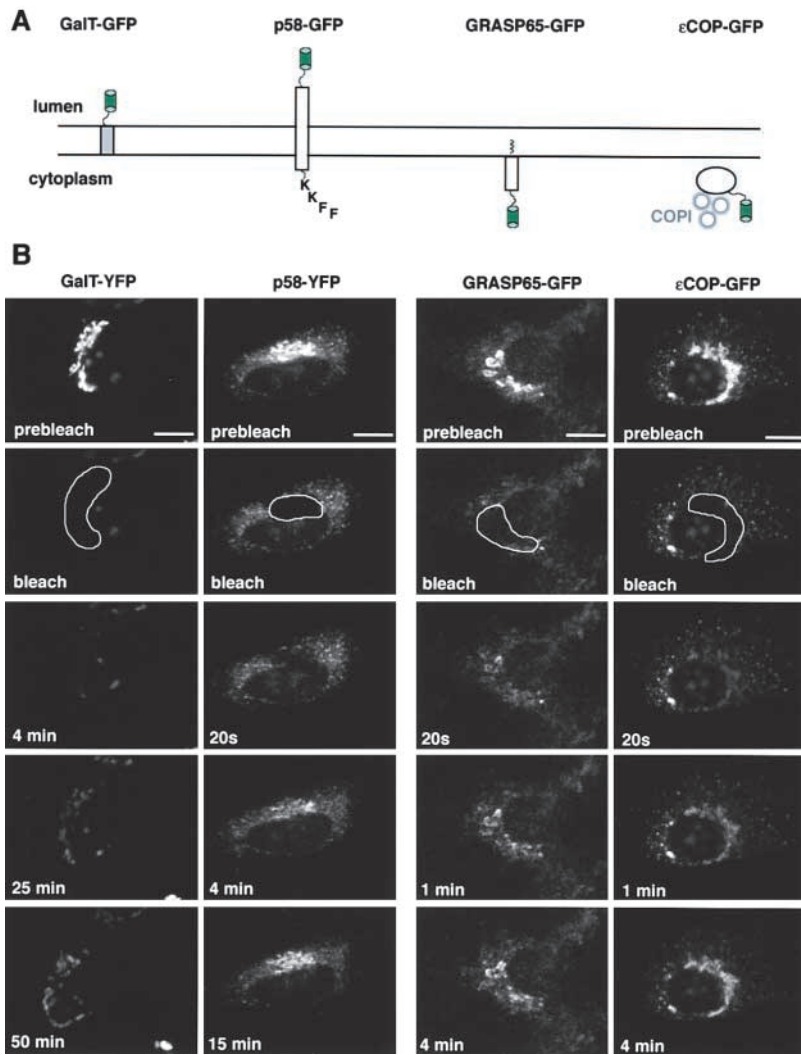 A
GalT-GFP p58-GFP GRASP65-GFP εCOP-GFP
lumen
cytoplasm
K
K
F
F
COPI
B
GalT-YFP p58-YFP GRASP65-GFP εCOP-GFP
prebleach prebleach prebleach prebleach
bleach bleach bleach bleach
4 min 20s 20s 20s
25 min 4 min 1 min 1 min
50 min 15 min 4 min 4 min